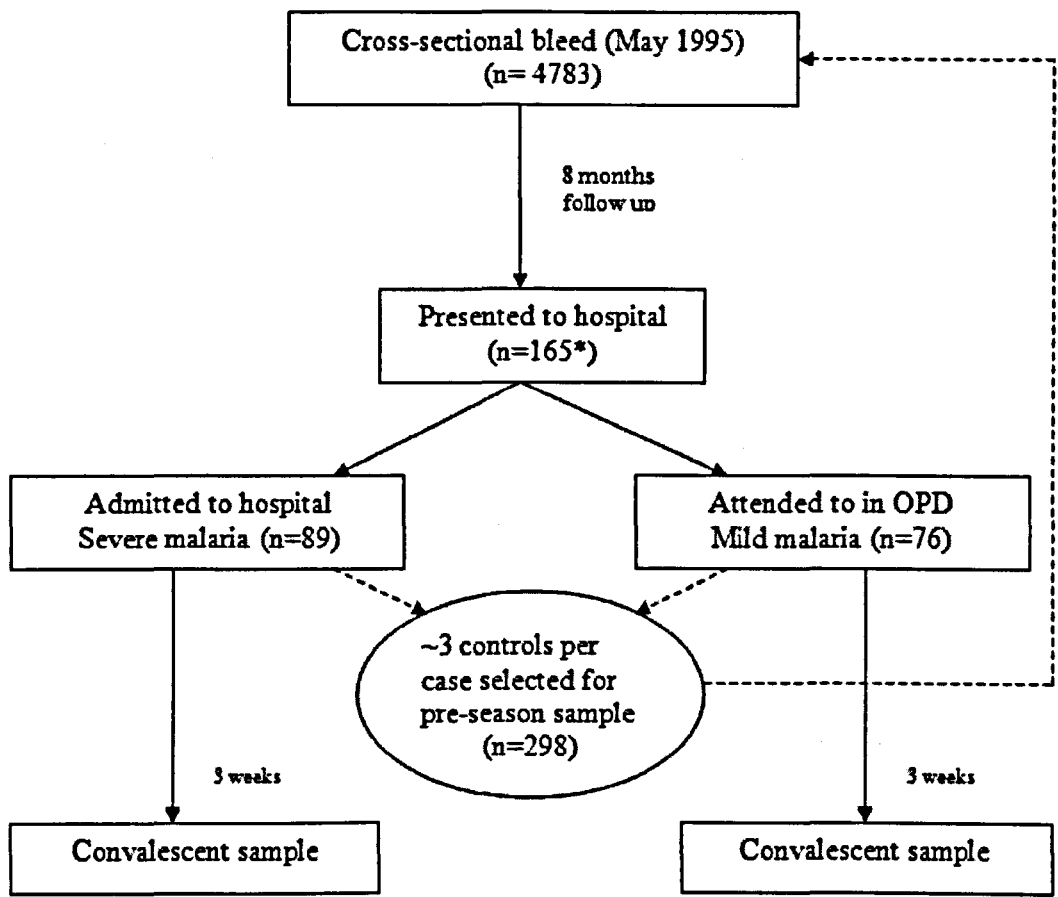 Cross-sectional bleed (May 1995)
(n= 4783)
8 months
follow up
Presented to hospital
(n=165*)
Admitted to hospital
Severe malaria (n=89)
Attended to in OPD
Mild malaria (n=76)
~3 controls per
case selected for
pre-season sample
(n=298)
3 weeks
3 weeks
Convalescent sample
Convalescent sample